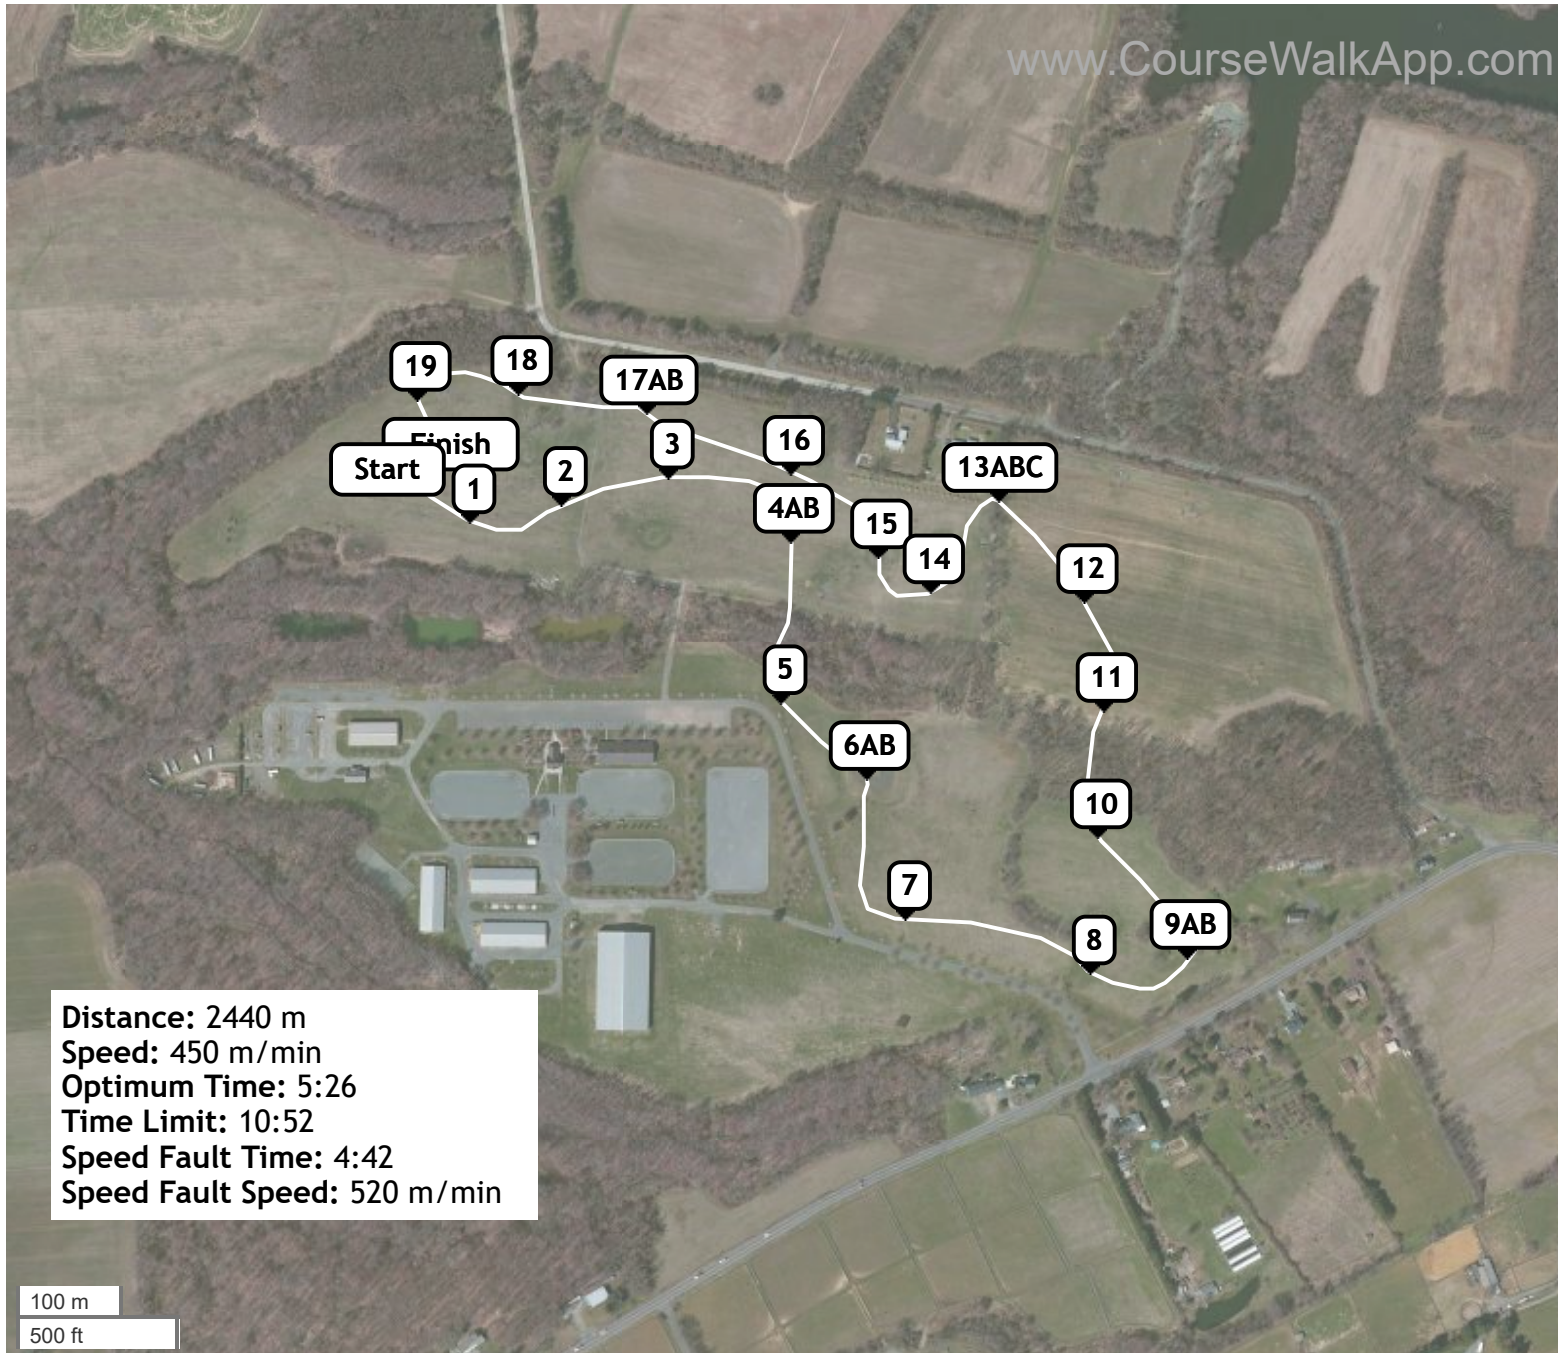 www.CourseWalkApp.com
19
18
17AB
Finish
Start
1
2
3
16
4AB
15
14
13ABC
12
5
11
6AB
10
7
8
9AB
Distance: 2440 m
Speed: 450 m/min
Optimum Time: 5:26
Time Limit: 10:52
Speed Fault Time: 4:42
Speed Fault Speed: 520 m/min
100 m
500 ft